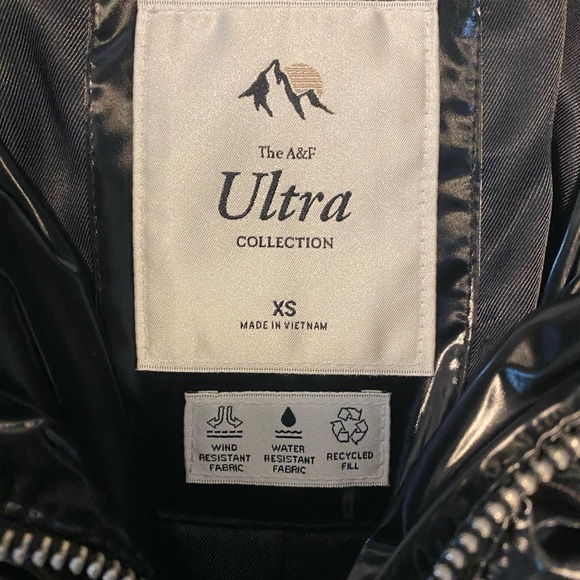 The A&F
Ultra
COLLECTION
XS
MADE IN VIETNAM
WIND
RESISTANT
FABRIC
WATER
RESISTANT
FABRIC
RECYCLED
FILL